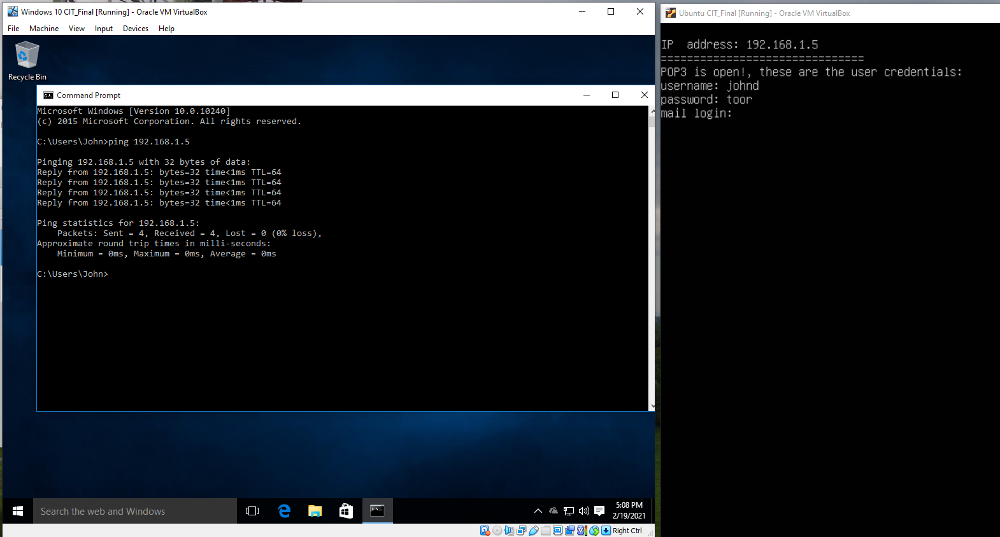 Windows 10 CIT_Final [Running] - Oracle VM VirtualBox
File Machine View Input Devices Help
Recycle Bin
Command Prompt
Microsoft Windows [Version 10.0.10240]
(c) 2015 Microsoft Corporation. All rights reserved.
C:\Users\John>ping 192.168.1.5
Pinging 192.168.1.5 with 32 bytes of data:
Reply from 192.168.1.5: bytes=32 time<1ms TTL=64
Reply from 192.168.1.5: bytes=32 time<1ms TTL=64
Reply from 192.168.1.5: bytes=32 time<1ms TTL=64
Reply from 192.168.1.5: bytes=32 time<1ms TTL=64
Ping statistics for 192.168.1.5:
Packets: Sent = 4, Received = 4, Lost = 0 (0% loss),
Approximate round trip times in milli-seconds:
Minimum = 0ms, Maximum = 0ms, Average = 0ms
C:\Users\John>
Search the web and Windows
5:08 PM
2/19/2021
Right Ctrl
Ubuntu CIT_Final [Running] - Oracle VM VirtualBox
IP  address: 192.168.1.5
===============================
POP3 is open!, these are the user credentials:
username: johnd
password: toor
mail login: